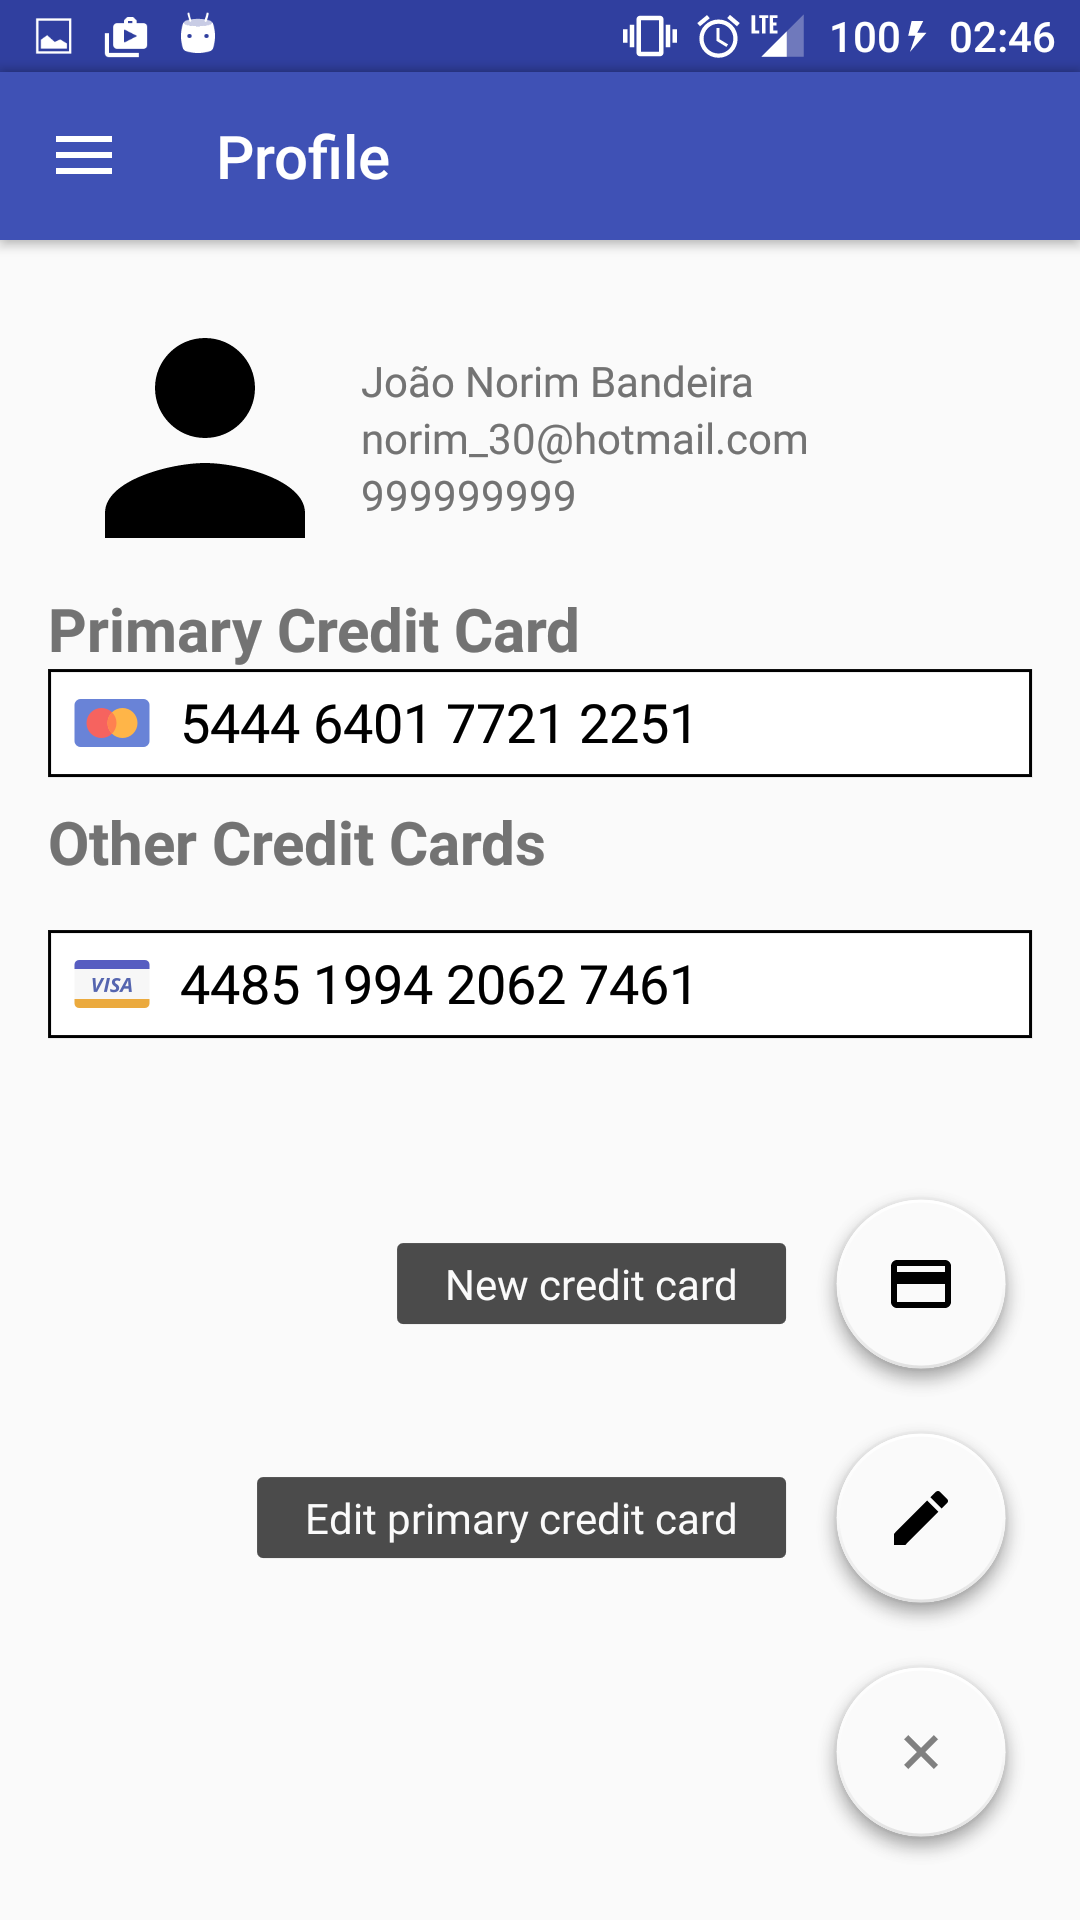 LTE 100 02:46
Profile
João Norim Bandeira
norim_30@hotmail.com
999999999
Primary Credit Card
5444 6401 7721 2251
Other Credit Cards
VISA 4485 1994 2062 7461
New credit card
Edit primary credit card